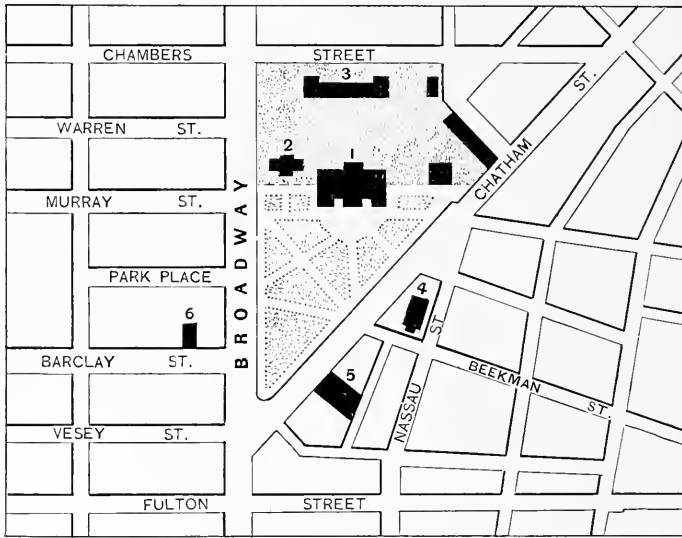 CHAMBERS STREET
3
WARREN ST.
2
1
CHATHAM ST.
MURRAY ST.
BROADWAY
PARK PLACE
4
6
NASSAU ST.
BARCLAY ST.
5
BEEKMAN ST.
VESEY ST.
FULTON STREET